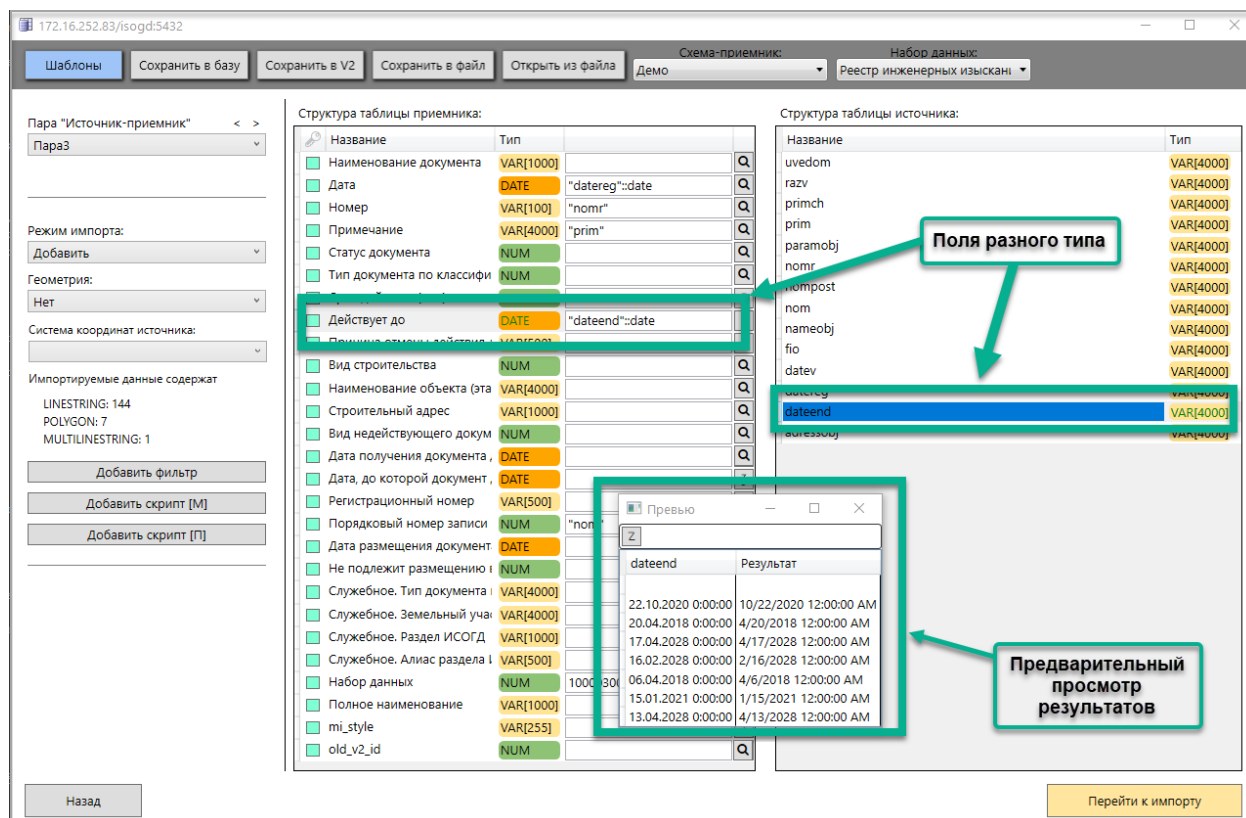 172.16.252.83/isogd:5432
Шаблоны
Сохранить в базу
Сохранить в V2
Сохранить в файл
Открыть из файла
Схема-приемник:
Демо
Набор данных:
Реестр инженерных изыскан
Пара "Источник-приемник" < >
Пара3
Режим импорта:
Добавить
Геометрия:
Нет
Система координат источника:
Импортируемые данные содержат
LINESTRING: 144
POLYGON: 7
MULTILINESTRING: 1
Добавить фильтр
Добавить скрипт [М]
Добавить скрипт [П]
Назад
Структура таблицы приемника:
Название Тип
Наименование документа VAR[1000]
Дата DATE "datereg"::date
Номер VAR[100] "nomr"
Примечание VAR[4000] "prim"
Статус документа NUM
Тип документа по классифи NUM
Действует до DATE "dateend"::date
Вид строительства NUM
Наименование объекта (эта VAR[4000]
Строительный адрес VAR[1000]
Вид недействующего докум NUM
Дата получения документа , DATE
Дата, до которой документ , DATE
Регистрационный номер VAR[500]
Порядковый номер записи NUM "nom"
Дата размещения документ DATE
Не подлежит размещению NUM
Служебное. Тип документа VAR[4000]
Служебное. Земельный учас VAR[4000]
Служебное. Раздел ИСОГД VAR[1000]
Служебное. Алиас раздела VAR[500]
Набор данных NUM
Полное наименование VAR[1000]
mi_style VAR[255]
old_v2_id NUM
Превью
Z
dateend Результат
22.10.2020 0:00:00 10/22/2020 12:00:00 AM
20.04.2018 0:00:00 4/20/2018 12:00:00 AM
17.04.2028 0:00:00 4/17/2028 12:00:00 AM
16.02.2028 0:00:00 2/16/2028 12:00:00 AM
06.04.2018 0:00:00 4/6/2018 12:00:00 AM
15.01.2021 0:00:00 1/15/2021 12:00:00 AM
13.04.2028 0:00:00 4/13/2028 12:00:00 AM
Структура таблицы источника:
Название Тип
uvedom VAR[4000]
razv VAR[4000]
primch VAR[4000]
prim VAR[4000]
paramobj VAR[4000]
nomr VAR[4000]
nompost VAR[4000]
nom VAR[4000]
nameobj VAR[4000]
fio VAR[4000]
datev VAR[4000]
datereg VAR[4000]
dateend VAR[4000]
adressobj VAR[4000]
Поля разного типа
Предварительный
просмотр
результатов
Перейти к импорту